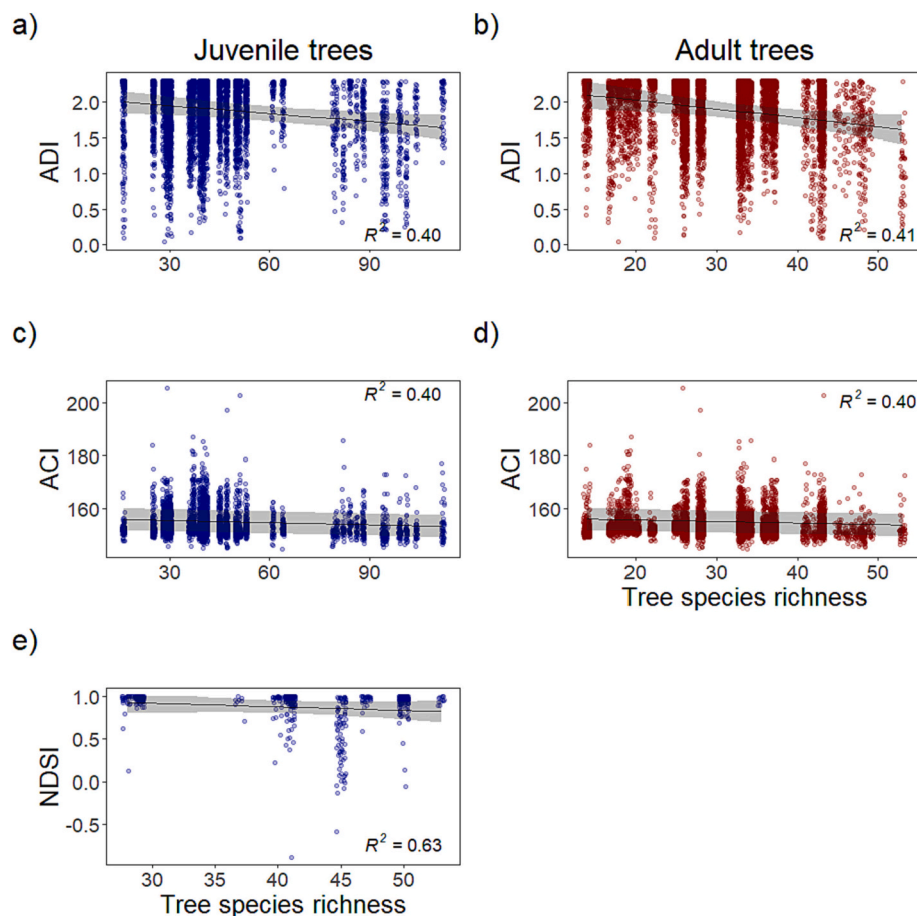 a)
Juvenile trees
ADI
2.0
1.5
1.0
0.5
0.0
R² = 0.40
30 60 90
b)
Adult trees
ADI
2.0
1.5
1.0
0.5
0.0
R² = 0.41
20 30 40 50
c)
ACI
200
180
160
R² = 0.40
30 60 90
d)
ACI
200
180
160
R² = 0.40
20 30 40 50
Tree species richness
e)
NDSI
1.0
0.5
0.0
-0.5
R² = 0.63
30 35 40 45 50
Tree species richness